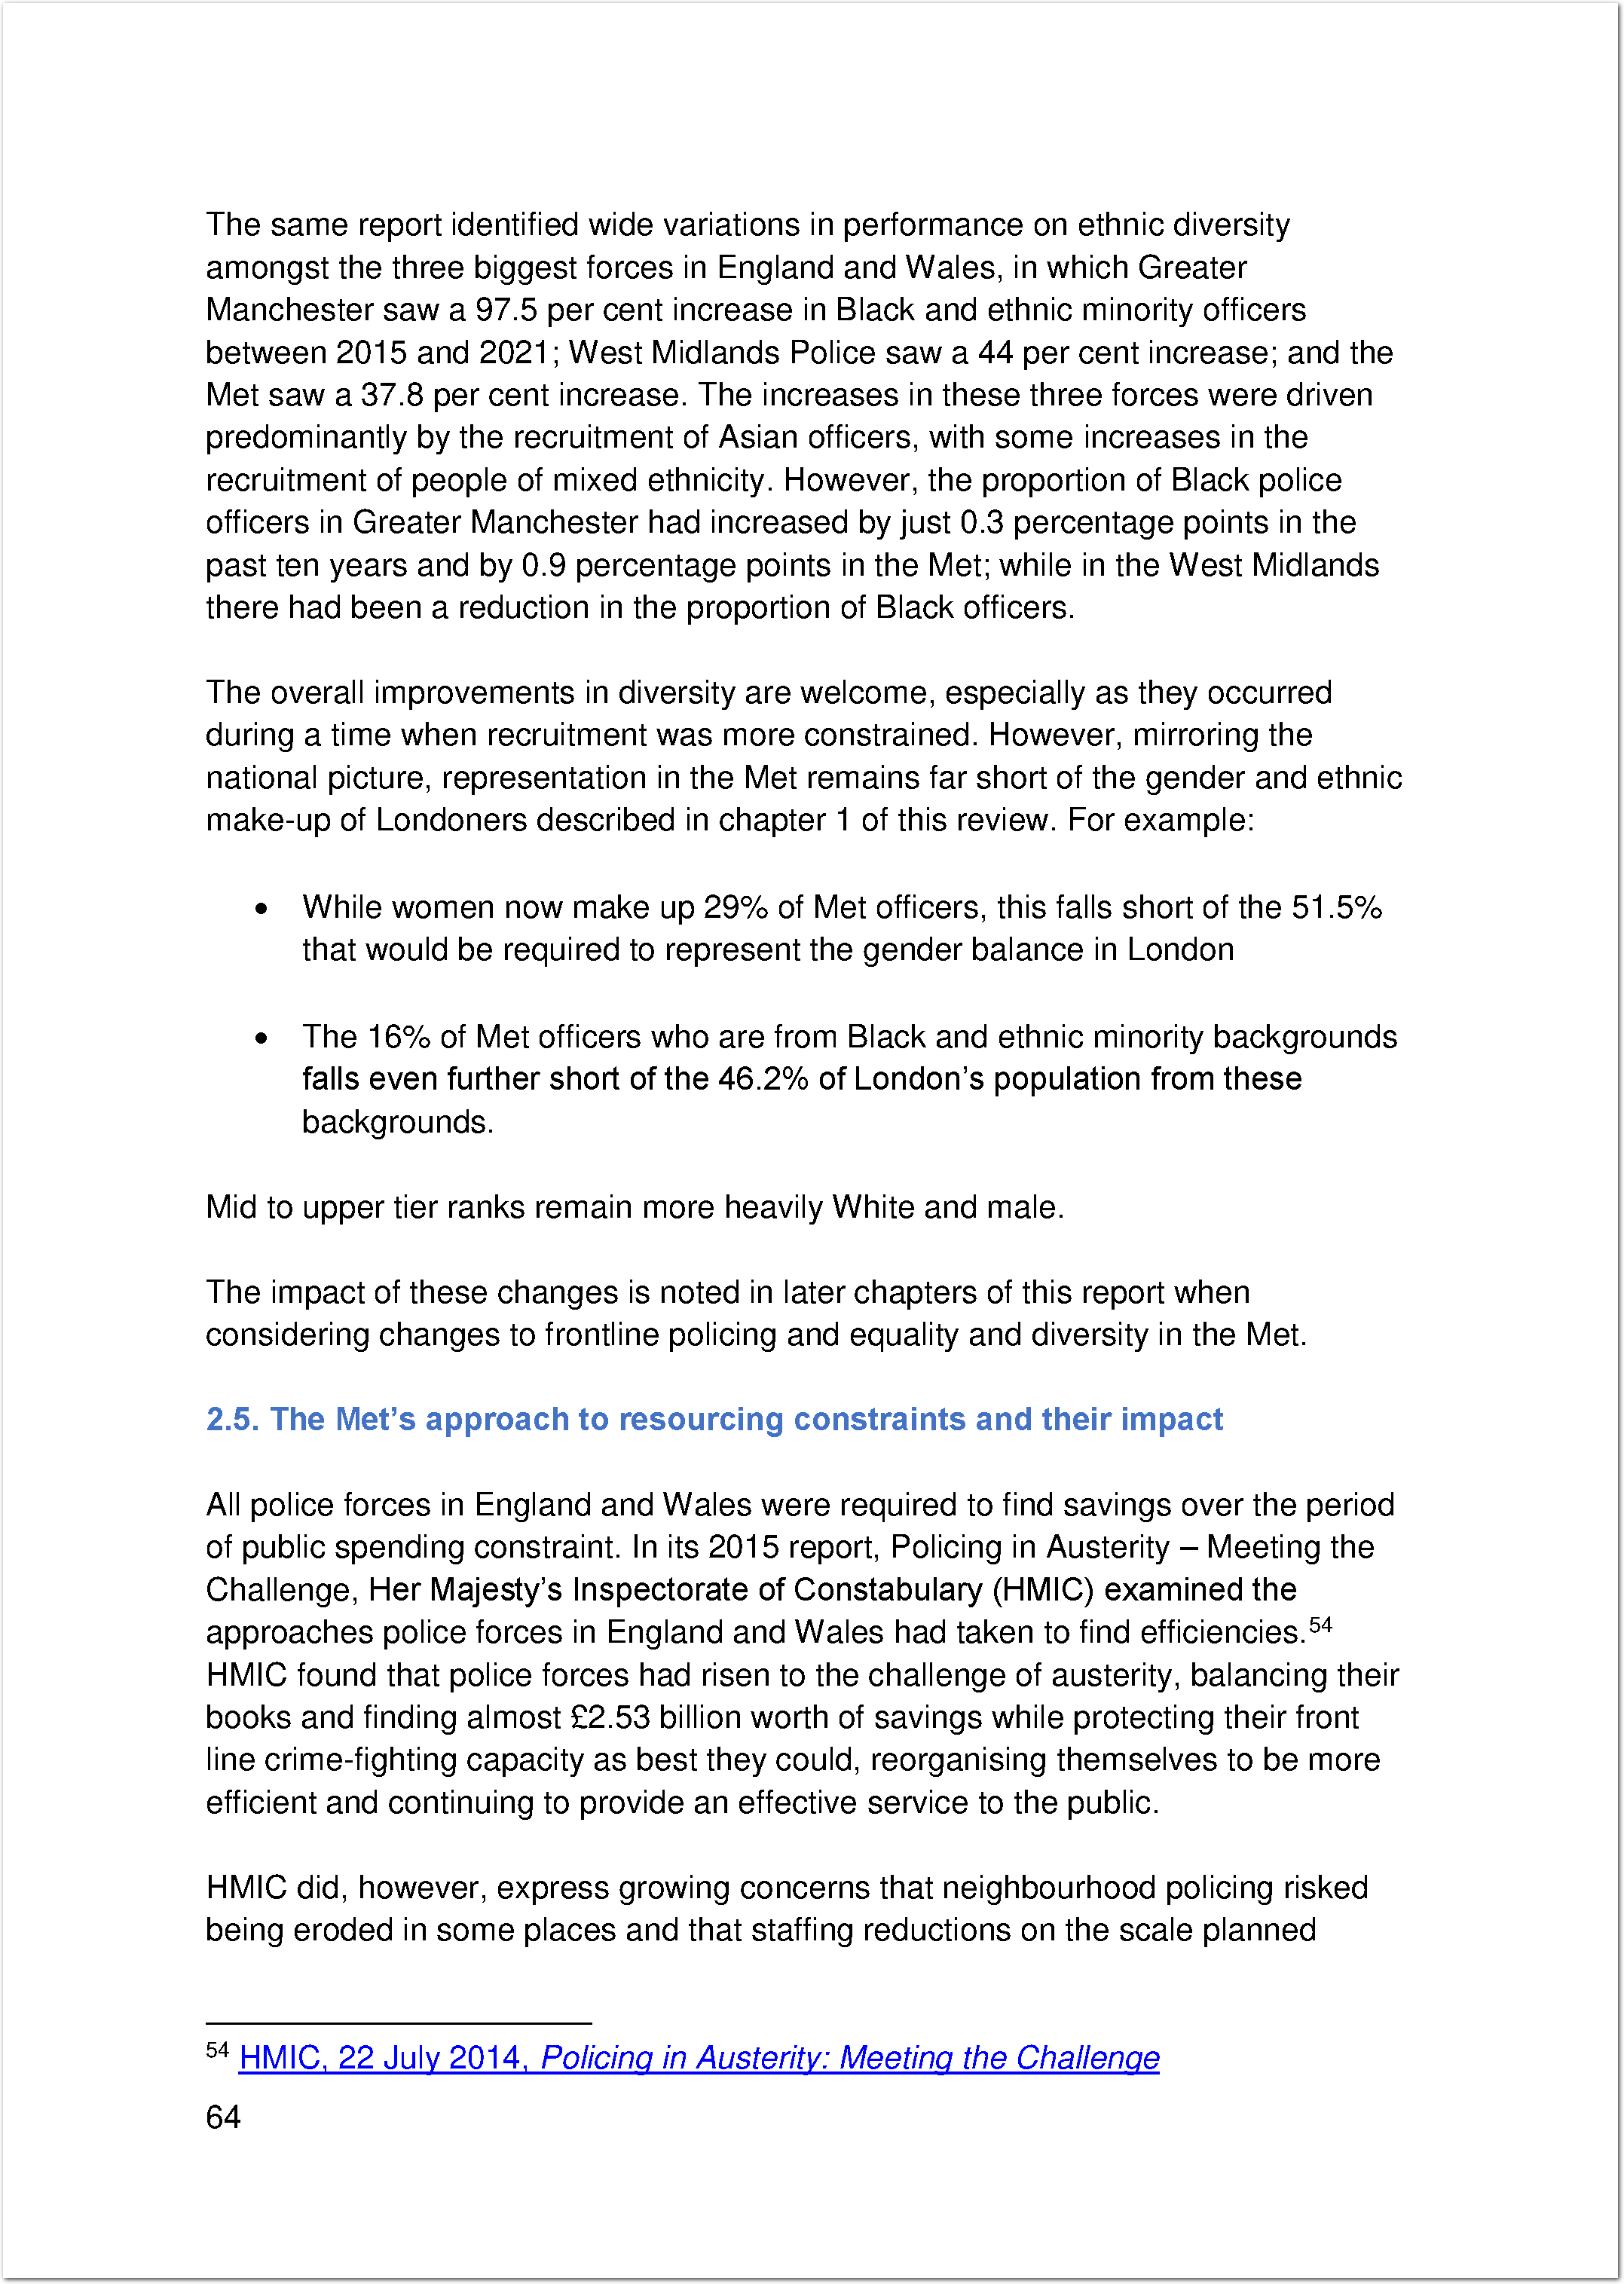 The same report identified wide variations in performance on ethnic diversity
amongst the three biggest forces in England and Wales, in which Greater
Manchester saw a 97.5 per cent increase in Black and ethnic minority officers
between 2015 and 2021; West Midlands Police saw a 44 per cent increase; and the
Met saw a 37.8 per cent increase. The increases in these three forces were driven
predominantly by the recruitment of Asian officers, with some increases in the
recruitment of people of mixed ethnicity. However, the proportion of Black police
officers in Greater Manchester had increased by just 0.3 percentage points in the
past ten years and by 0.9 percentage points in the Met; while in the West Midlands
there had been a reduction in the proportion of Black officers.
The overall improvements in diversity are welcome, especially as they occurred
during a time when recruitment was more constrained. However, mirroring the
national picture, representation in the Met remains far short of the gender and ethnic
make-up of Londoners described in chapter 1 of this review. For example:
• While women now make up 29% of Met officers, this falls short of the 51.5%
that would be required to represent the gender balance in London
• The 16% of Met officers who are from Black and ethnic minority backgrounds
falls even further short of the 46.2% of London’s population from these
backgrounds.
Mid to upper tier ranks remain more heavily White and male.
The impact of these changes is noted in later chapters of this report when
considering changes to frontline policing and equality and diversity in the Met.
2.5. The Met’s approach to resourcing constraints and their impact
All police forces in England and Wales were required to find savings over the period
of public spending constraint. In its 2015 report, Policing in Austerity – Meeting the
Challenge, Her Majesty’s Inspectorate of Constabulary (HMIC) examined the
approaches police forces in England and Wales had taken to find efficiencies.54
HMIC found that police forces had risen to the challenge of austerity, balancing their
books and finding almost £2.53 billion worth of savings while protecting their front
line crime-fighting capacity as best they could, reorganising themselves to be more
efficient and continuing to provide an effective service to the public.
HMIC did, however, express growing concerns that neighbourhood policing risked
being eroded in some places and that staffing reductions on the scale planned
54 HMIC, 22 July 2014, Policing in Austerity: Meeting the Challenge
64